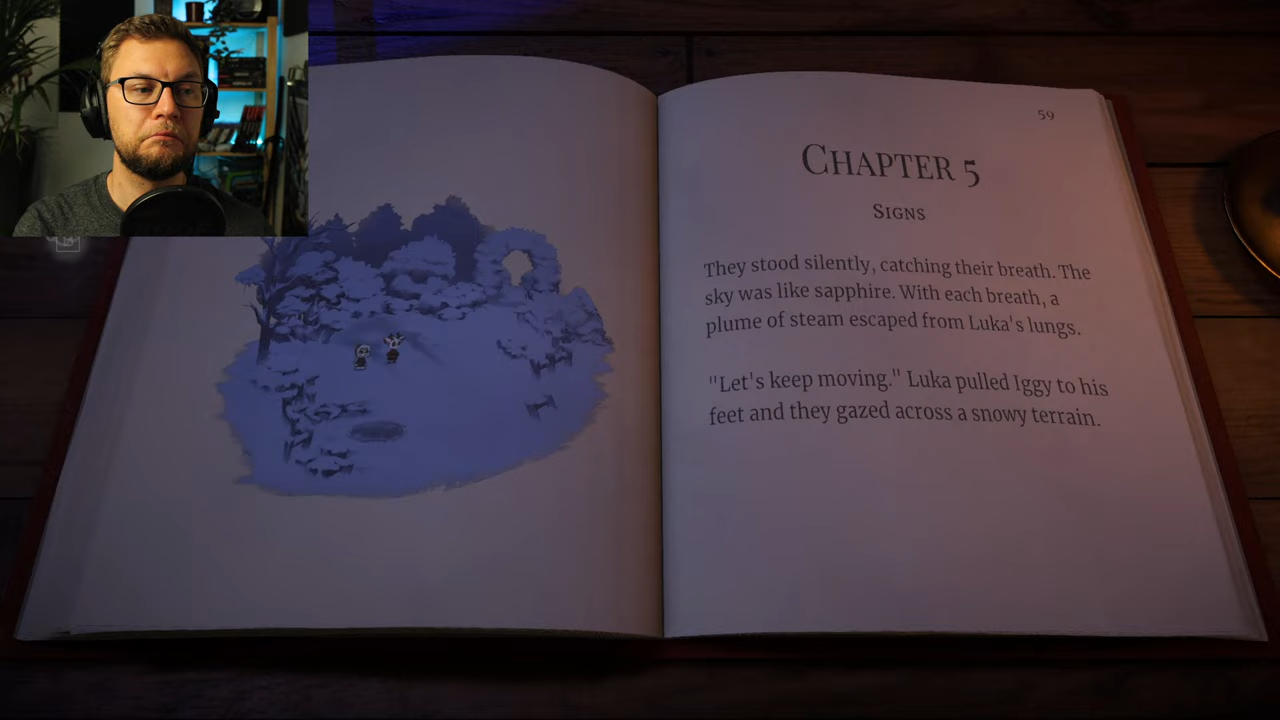 59
Chapter 5
Signs
They stood silently, catching their breath. The
sky was like sapphire. With each breath, a
plume of steam escaped from Luka's lungs.
"Let's keep moving." Luka pulled Iggy to his
feet and they gazed across a snowy terrain.